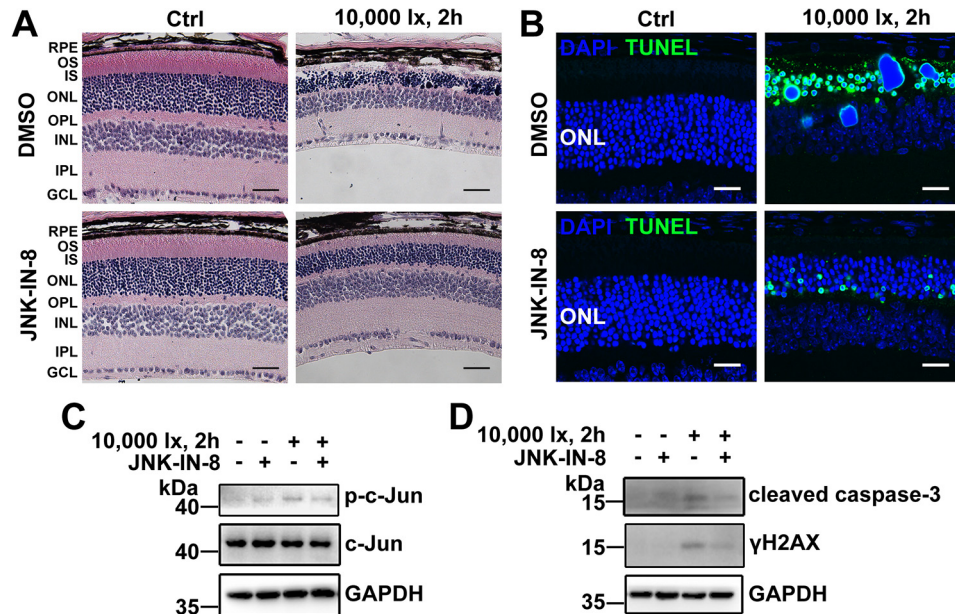 A
Ctrl
10,000 lx, 2h
DMSO
RPE
OS
IS
ONL
OPL
INL
IPL
GCL
JNK-IN-8
RPE
OS
IS
ONL
OPL
INL
IPL
GCL
B
Ctrl
10,000 lx, 2h
DMSO
DAPI TUNEL
ONL
JNK-IN-8
DAPI TUNEL
ONL
C
10,000 lx, 2h - - + +
JNK-IN-8 - + - +
kDa
40 p-c-Jun
40 c-Jun
35 GAPDH
D
10,000 lx, 2h - - + +
JNK-IN-8 - + - +
kDa
15 cleaved caspase-3
15 γH2AX
35 GAPDH